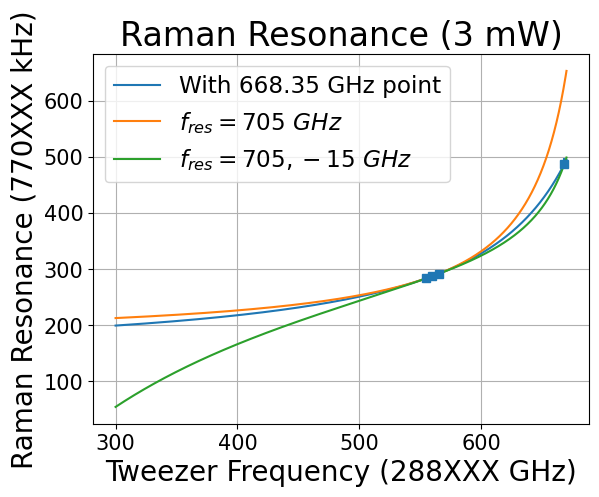 Raman Resonance (3 mW)
With 668.35 GHz point
f_res = 705 GHz
f_res = 705, −15 GHz
Raman Resonance (770XXX kHz)
600
500
400
300
200
100
300 400 500 600
Tweezer Frequency (288XXX GHz)